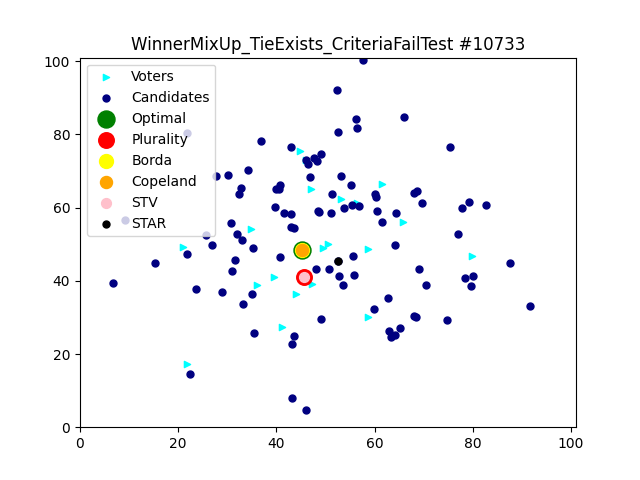 WinnerMixUp_TieExists_CriteriaFailTest #10733
Voters
Candidates
Optimal
Plurality
Borda
Copeland
STV
STAR
100
80
60
40
20
0
0 20 40 60 80 100